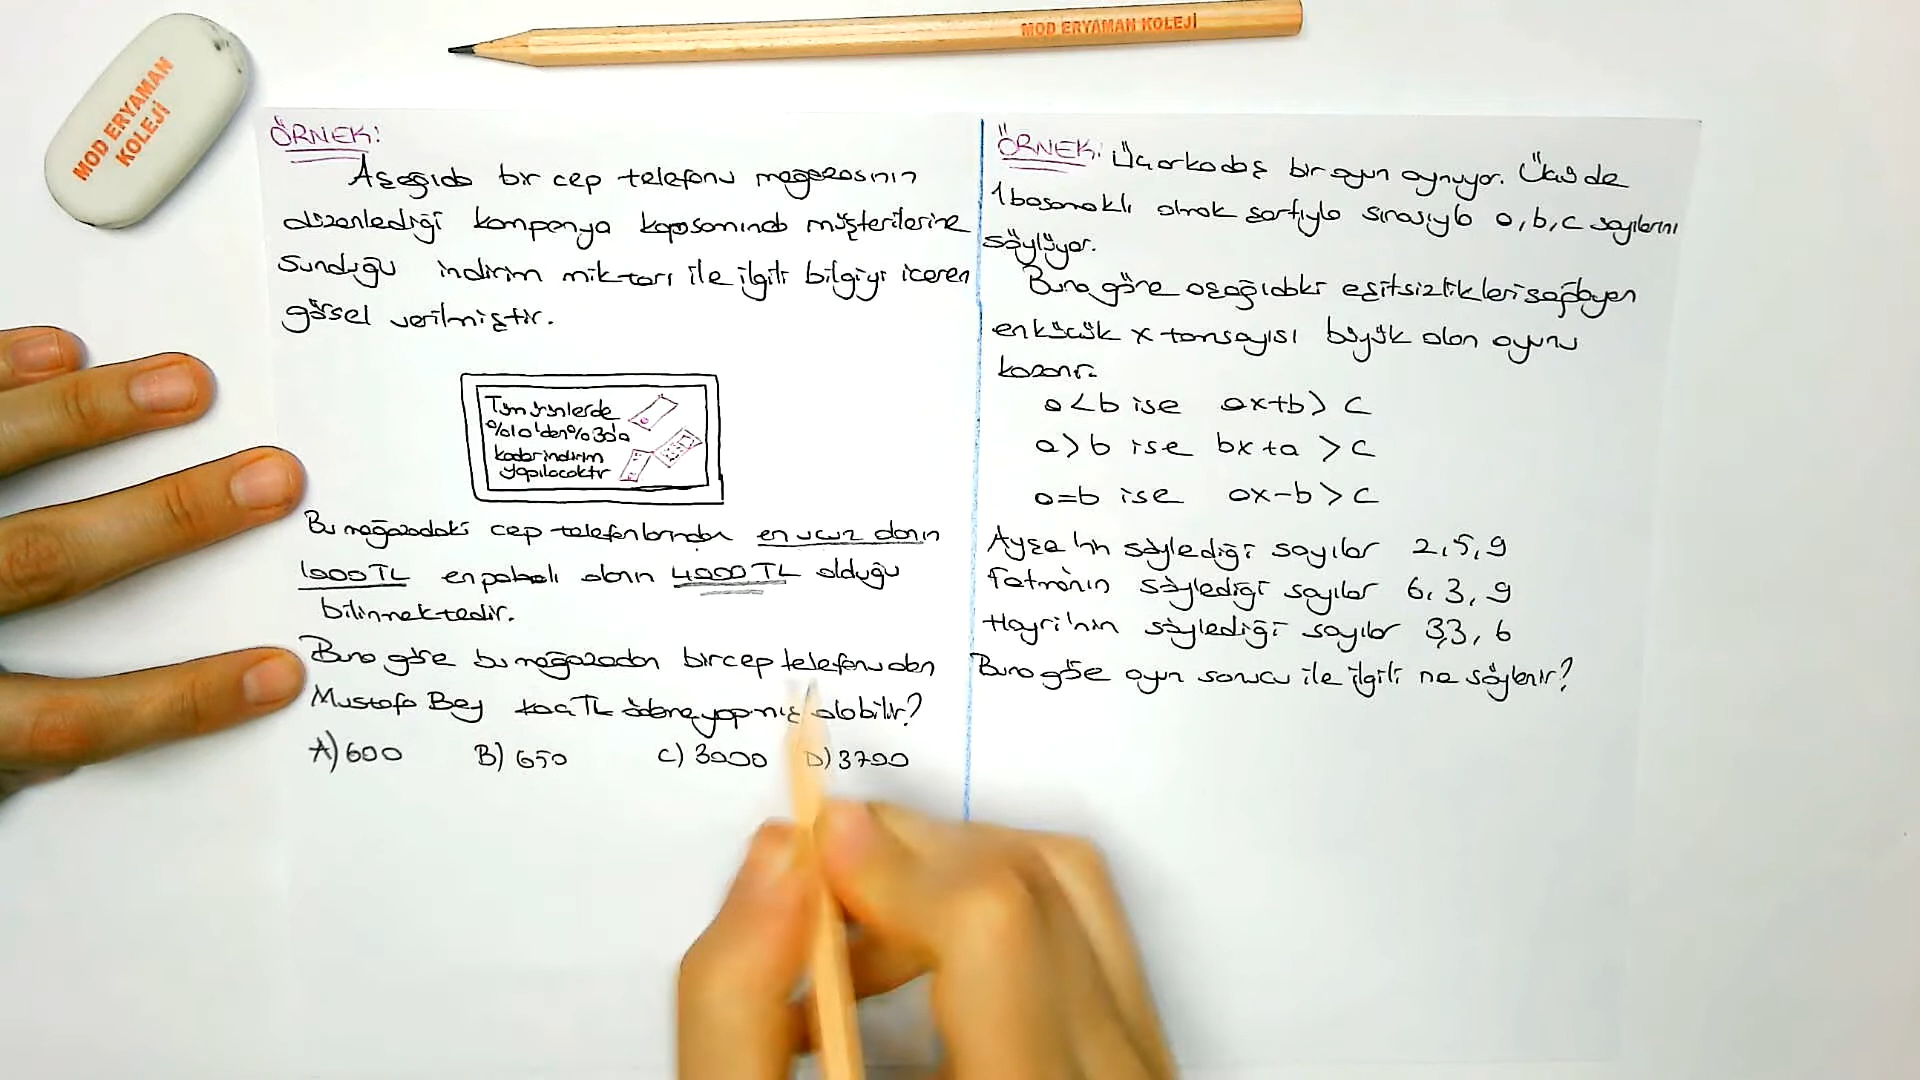 MOD ERYAMAN
KOLEJİ
MOD ERYAMAN KOLEJİ
ÖRNEK:
Aşağıda bir cep telefonu mağazasının
düzenlediği kampanya kapsamında müşterilerine
sunduğu indirim miktarı ile ilgili bilgiyi içeren
görsel verilmiştir.
Tüm ürünlerde
%10'dan %30'a
kadar indirim
yapılacaktır
Bu mağazadaki cep telefonlarından en ucuz olanın
1000 TL en pahalı olanın 4000 TL olduğu
bilinmektedir.
Buna göre bu mağazadan bir cep telefonu alan
Mustafa Bey kaç TL ödeme yapmış olabilir?
A) 600 B) 650 C) 3000 D) 3700
ÖRNEK: Üç arkadaş bir oyun oynuyor. Üçü de
1 basamaklı olmak şartıyla sırasıyla a, b, c sayılarını
söylüyor.
Buna göre aşağıdaki eşitsizlikleri sağlayan
en küçük x tamsayısı büyük olan oyunu
kazanır.
a < b ise ax+b > c
a > b ise bx+a > c
a=b ise ax-b > c
Ayşe'nin söylediği sayılar 2, 5, 9
Fatma'nın söylediği sayılar 6, 3, 9
Hayri'nin söylediği sayılar 3, 3, 6
Buna göre oyun sonucu ile ilgili ne söylenir?